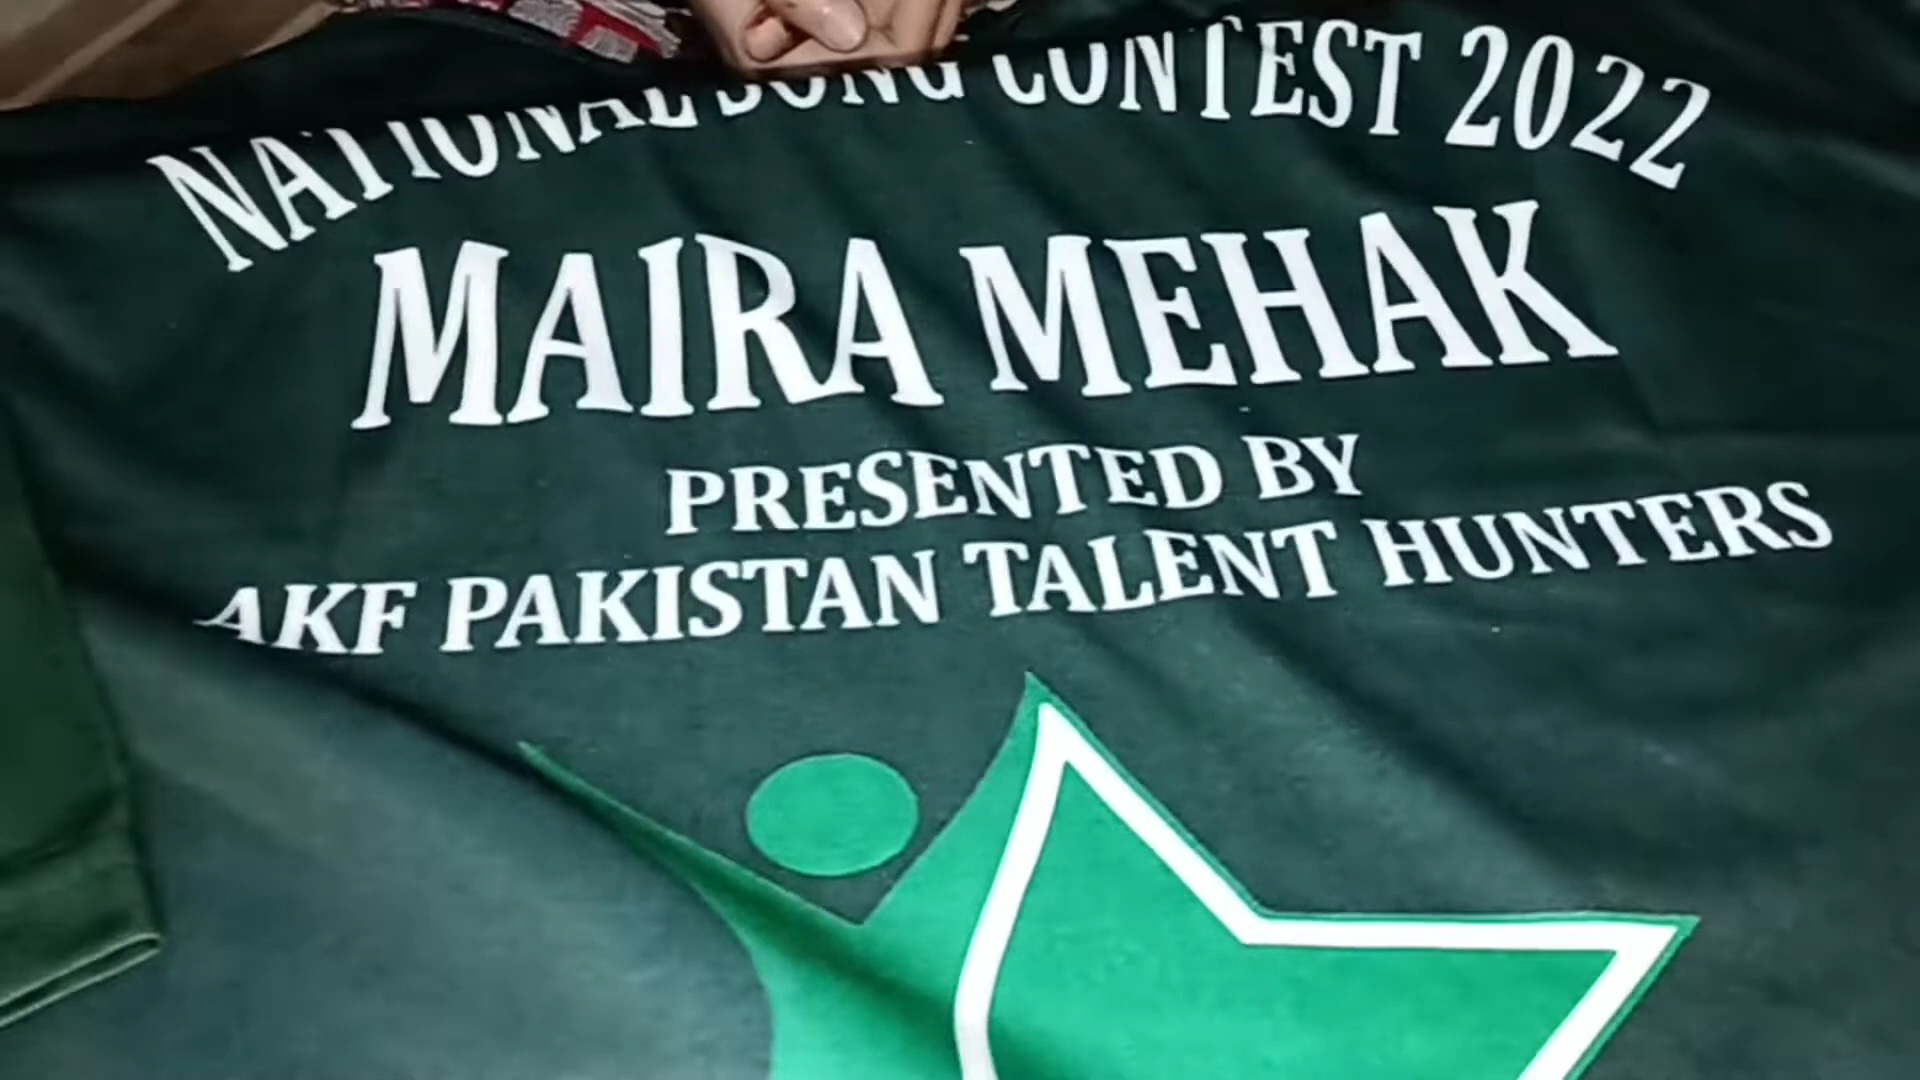 NATIONAL SONG CONTEST 2022
MAIRA MEHAK
PRESENTED BY
AKF PAKISTAN TALENT HUNTERS